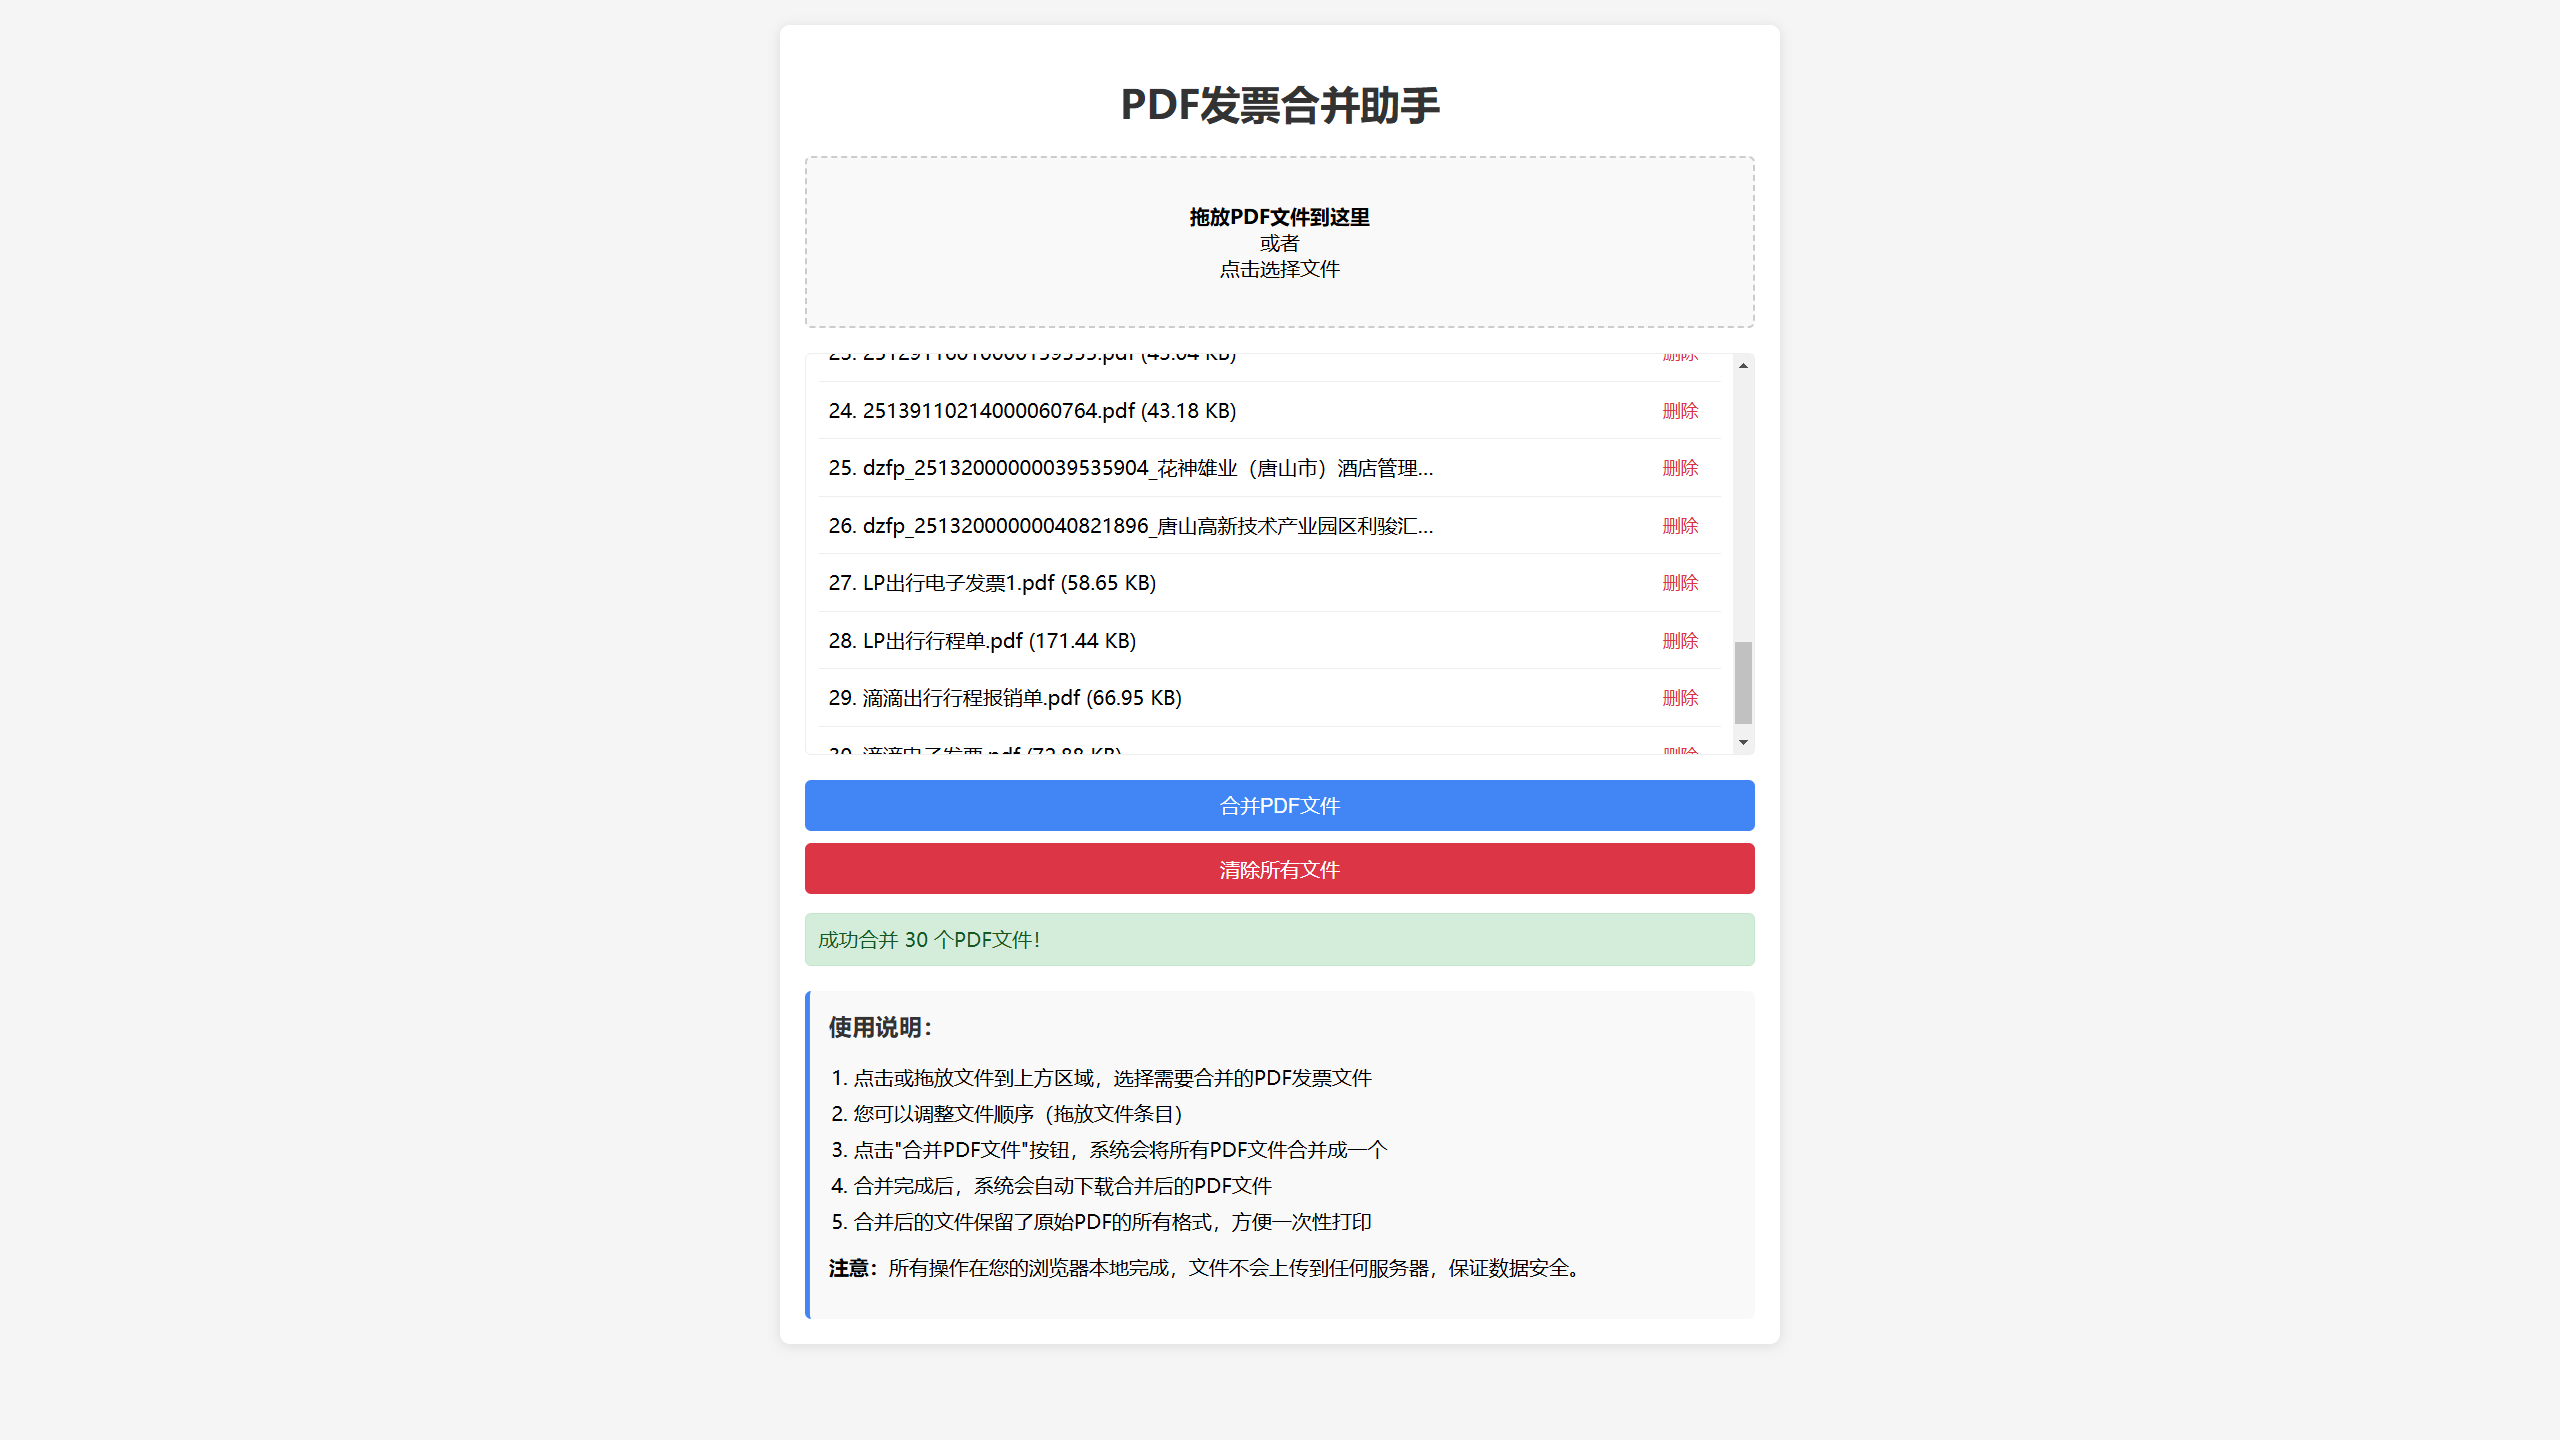 PDF发票合并助手
拖放PDF文件到这里
或者
点击选择文件
删除
24. 25139110214000060764.pdf (43.18 KB) 删除
25. dzfp_25132000000039535904_花神雄业（唐山市）酒店管理... 删除
26. dzfp_25132000000040821896_唐山高新技术产业园区利骏汇... 删除
27. LP出行电子发票1.pdf (58.65 KB) 删除
28. LP出行行程单.pdf (171.44 KB) 删除
29. 滴滴出行行程报销单.pdf (66.95 KB) 删除
30. 滴滴电子发票.pdf (72.88 KB) 删除
合并PDF文件
清除所有文件
成功合并 30 个PDF文件！
使用说明：
1. 点击或拖放文件到上方区域，选择需要合并的PDF发票文件
2. 您可以调整文件顺序（拖放文件条目）
3. 点击"合并PDF文件"按钮，系统会将所有PDF文件合并成一个
4. 合并完成后，系统会自动下载合并后的PDF文件
5. 合并后的文件保留了原始PDF的所有格式，方便一次性打印
注意：所有操作在您的浏览器本地完成，文件不会上传到任何服务器，保证数据安全。